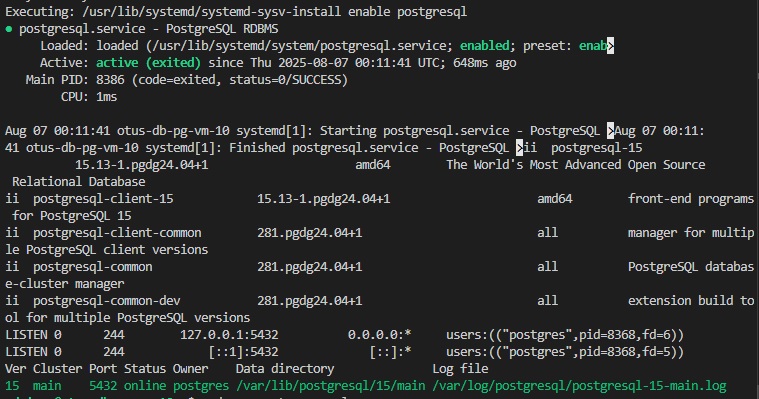 Executing: /usr/lib/systemd/systemd-sysv-install enable postgresql
● postgresql.service - PostgreSQL RDBMS
     Loaded: loaded (/usr/lib/systemd/system/postgresql.service; enabled; preset: enab>
     Active: active (exited) since Thu 2025-08-07 00:11:41 UTC; 648ms ago
   Main PID: 8386 (code=exited, status=0/SUCCESS)
        CPU: 1ms

Aug 07 00:11:41 otus-db-pg-vm-10 systemd[1]: Starting postgresql.service - PostgreSQL >Aug 07 00:11:
41 otus-db-pg-vm-10 systemd[1]: Finished postgresql.service - PostgreSQL >ii  postgresql-15
          15.13-1.pgdg24.04+1                     amd64        The World's Most Advanced Open Source
 Relational Database
ii  postgresql-client-15            15.13-1.pgdg24.04+1                     amd64        front-end programs
 for PostgreSQL 15
ii  postgresql-client-common        281.pgdg24.04+1                         all          manager for multip
le PostgreSQL client versions
ii  postgresql-common               281.pgdg24.04+1                         all          PostgreSQL databas
e-cluster manager
ii  postgresql-common-dev           281.pgdg24.04+1                         all          extension build to
ol for multiple PostgreSQL versions
LISTEN 0      244        127.0.0.1:5432       0.0.0.0:*    users:(("postgres",pid=8368,fd=6))
LISTEN 0      244            [::1]:5432          [::]:*    users:(("postgres",pid=8368,fd=5))
Ver Cluster Port Status Owner    Data directory              Log file
15  main    5432 online postgres /var/lib/postgresql/15/main /var/log/postgresql/postgresql-15-main.log